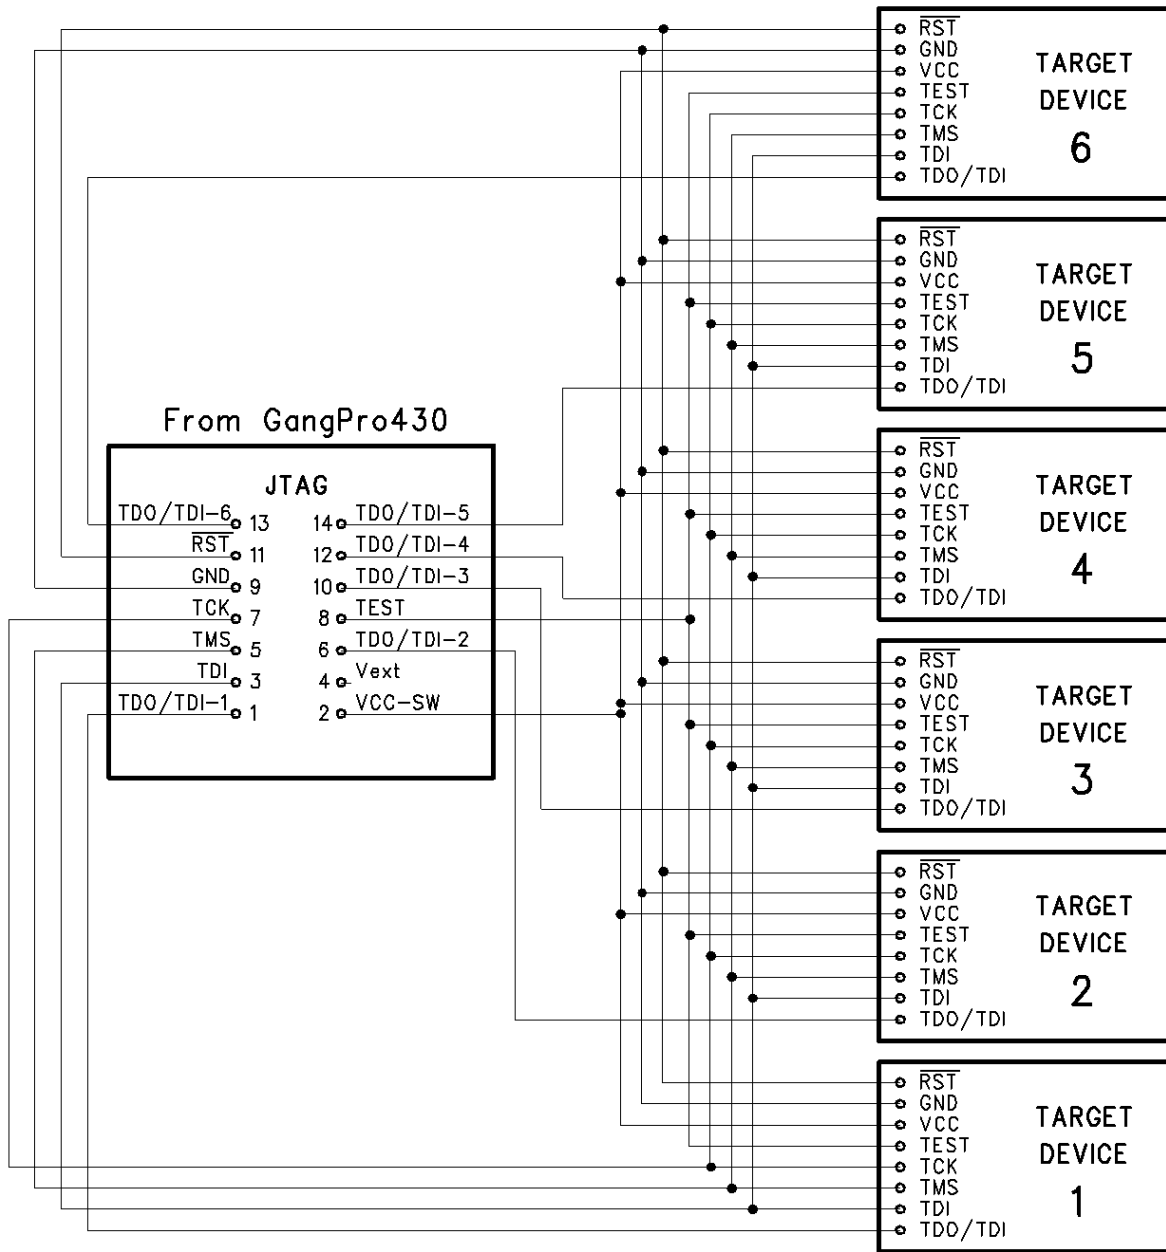 RST
GND
VCC
TEST
TCK
TMS
TDI
TDO/TDI
TARGET
DEVICE
6
RST
GND
VCC
TEST
TCK
TMS
TDI
TDO/TDI
TARGET
DEVICE
5
From GangPro430
JTAG
TDO/TDI-6 13 14 TDO/TDI-5
RST 11 12 TDO/TDI-4
GND 9 10 TDO/TDI-3
TCK 7 8 TEST
TMS 5 6 TDO/TDI-2
TDI 3 4 Vext
TDO/TDI-1 1 2 VCC-SW
RST
GND
VCC
TEST
TCK
TMS
TDI
TDO/TDI
TARGET
DEVICE
4
RST
GND
VCC
TEST
TCK
TMS
TDI
TDO/TDI
TARGET
DEVICE
3
RST
GND
VCC
TEST
TCK
TMS
TDI
TDO/TDI
TARGET
DEVICE
2
RST
GND
VCC
TEST
TCK
TMS
TDI
TDO/TDI
TARGET
DEVICE
1